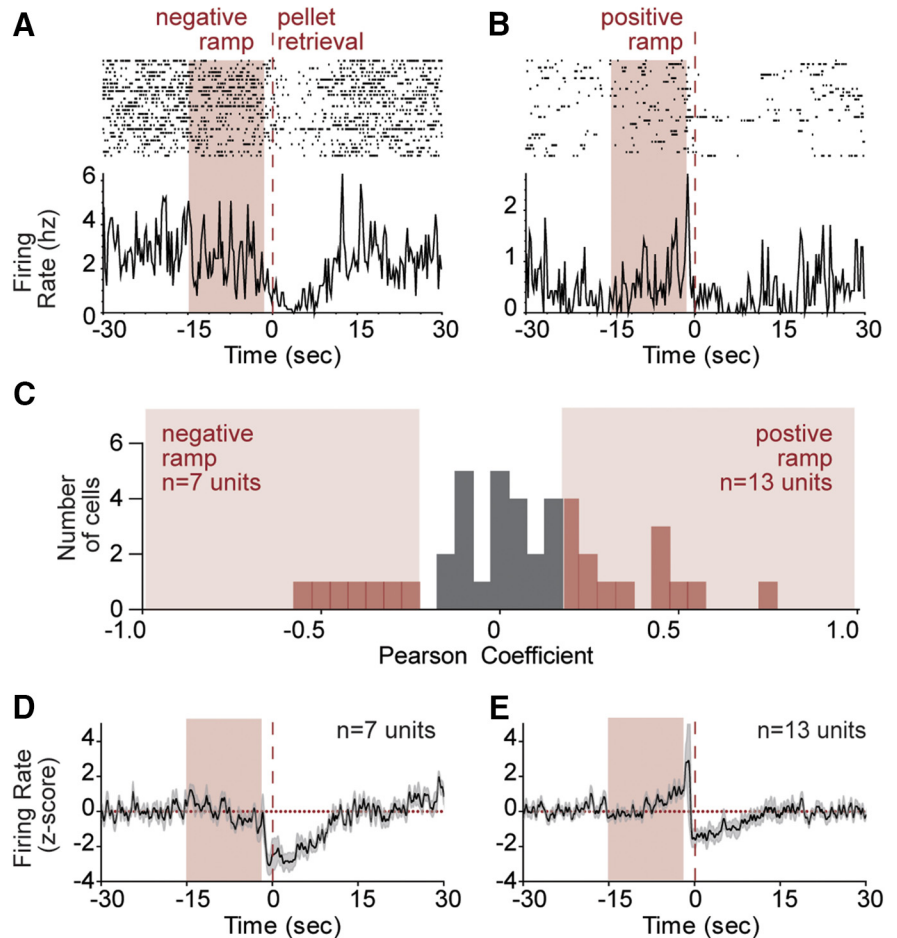 A
negative
ramp
pellet
retrieval
6
4
2
0
Firing
Rate (hz)
-30
-15
0
15
30
Time (sec)
B
positive
ramp
2
1
0
-30
-15
0
15
30
Time (sec)
C
negative
ramp
n=7 units
postive
ramp
n=13 units
6
4
2
0
Number
of cells
-1.0
-0.5
0
0.5
1.0
Pearson Coefficient
D
n=7 units
4
2
0
-2
-4
Firing Rate
(z-score)
-30
-15
0
15
30
Time (sec)
E
n=13 units
4
2
0
-2
-4
-30
-15
0
15
30
Time (sec)